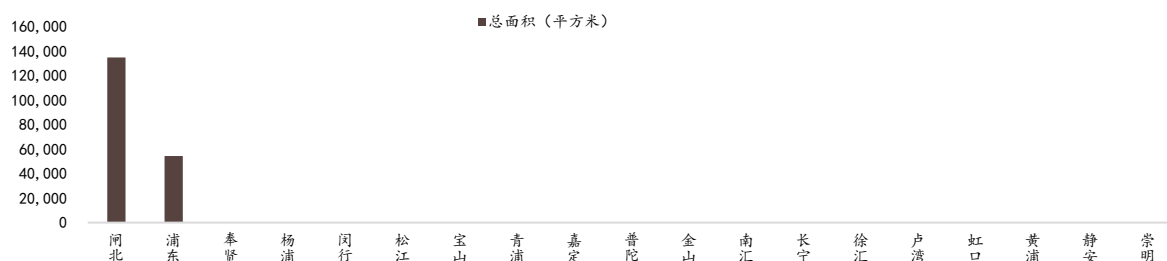 ■总面积（平方米）
160,000
140,000
120,000
100,000
80,000
60,000
40,000
20,000
0
闸北
浦东
奉贤
杨浦
闵行
松江
宝山
青浦
嘉定
普陀
金山
南汇
长宁
徐汇
卢湾
虹口
黄浦
静安
崇明